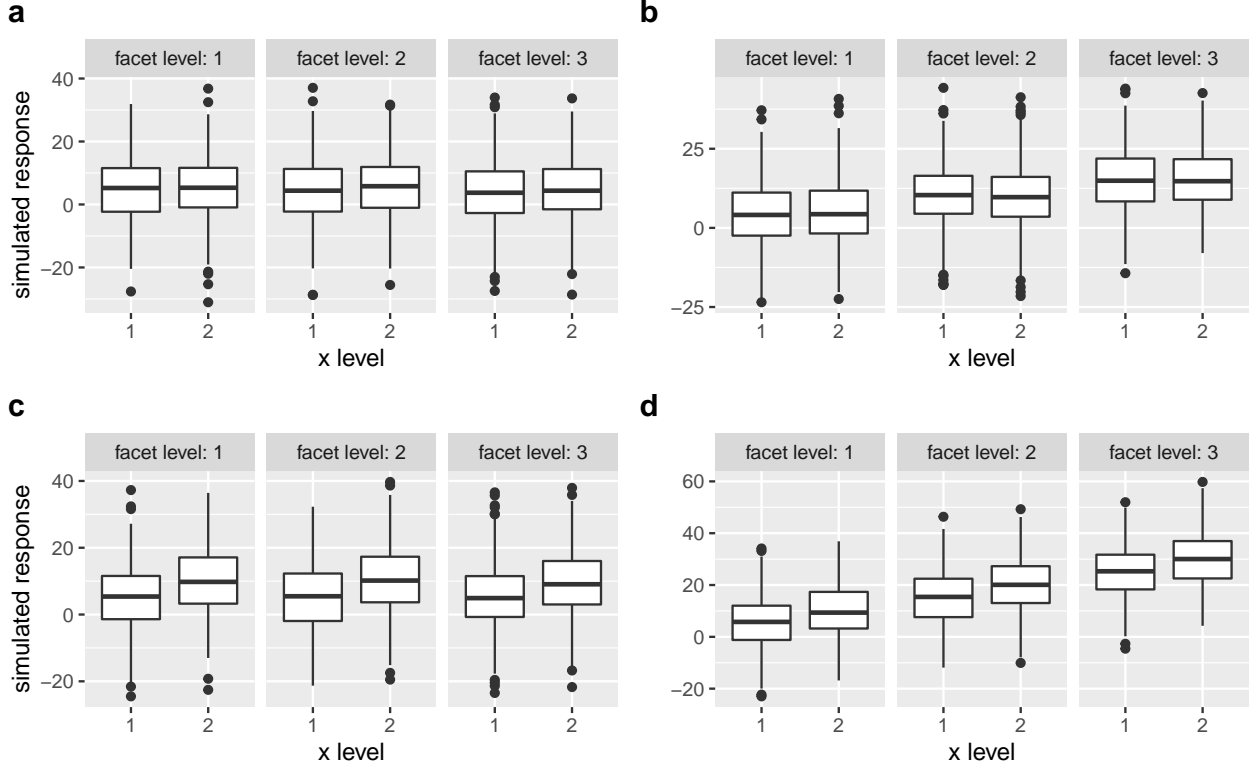 a
facet level: 1 facet level: 2 facet level: 3
simulated response
40
20
0
−20
1 2 1 2 1 2
x level
b
facet level: 1 facet level: 2 facet level: 3
25
0
−25
1 2 1 2 1 2
x level
c
facet level: 1 facet level: 2 facet level: 3
simulated response
40
20
0
−20
1 2 1 2 1 2
x level
d
facet level: 1 facet level: 2 facet level: 3
60
40
20
0
−20
1 2 1 2 1 2
x level